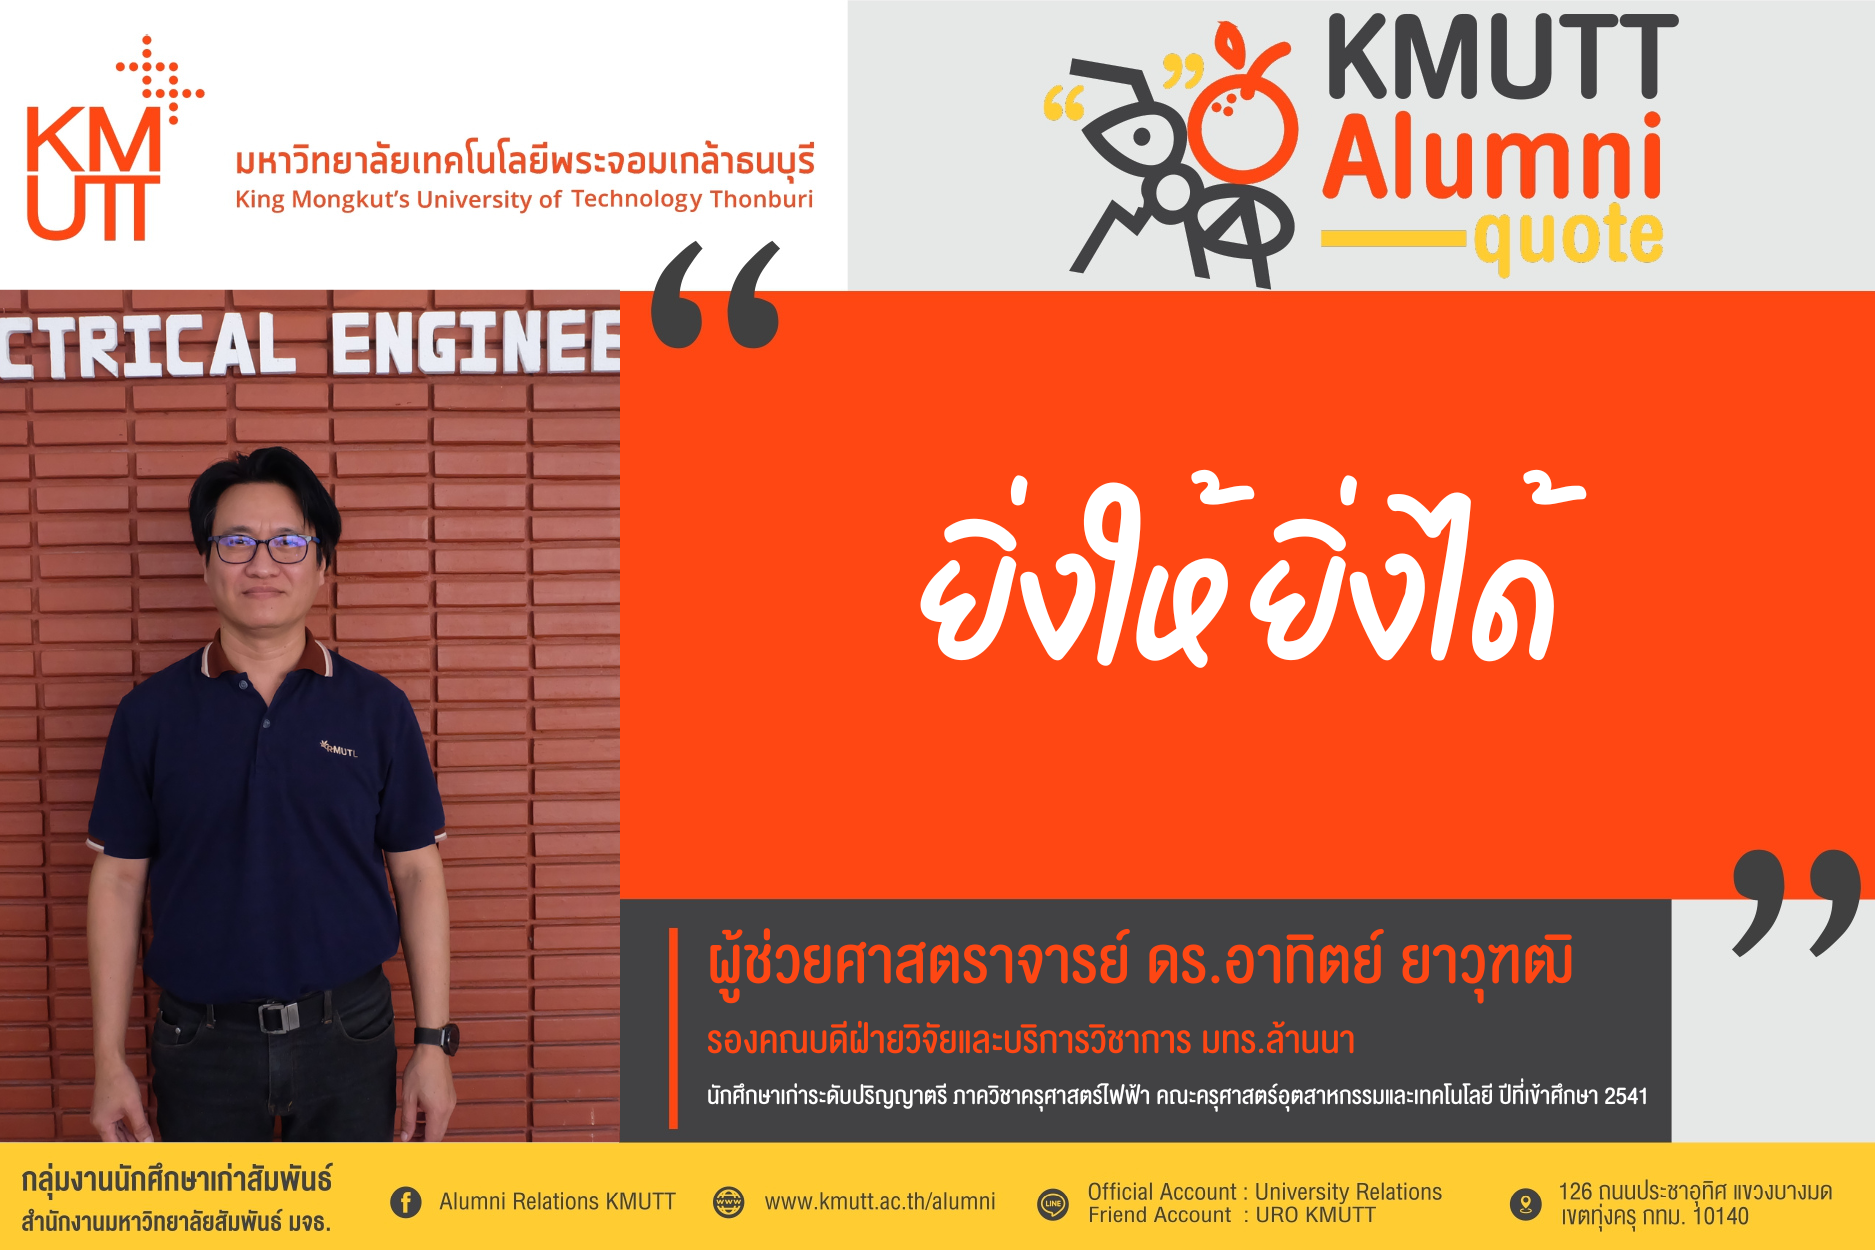 KM
UTT
มหาวิทยาลัยเทคโนโลยีพระจอมเกล้าธนบุรี
King Mongkut's University of Technology Thonburi
KMUTT
Alumni
quote
CTRICAL ENGINEE
RMUTL
“
ยิ่งให้ ยิ่งได้
”
ผู้ช่วยศาสตราจารย์ ดร.อาทิตย์ ยาวุฑฒิ
รองคณบดีฝ่ายวิจัยและบริการวิชาการ มทร.ล้านนา
นักศึกษาเก่าระดับปริญญาตรี ภาควิชาครุศาสตร์ไฟฟ้า คณะครุศาสตร์อุตสาหกรรมและเทคโนโลยี ปีที่เข้าศึกษา 2541
กลุ่มงานนักศึกษาเก่าสัมพันธ์
สำนักงานมหาวิทยาลัยสัมพันธ์ มจธ.
Alumni Relations KMUTT
www.kmutt.ac.th/alumni
LINE
Official Account : University Relations
Friend Account : URO KMUTT
126 ถนนประชาอุทิศ แขวงบางมด
เขตทุ่งครุ กทม. 10140